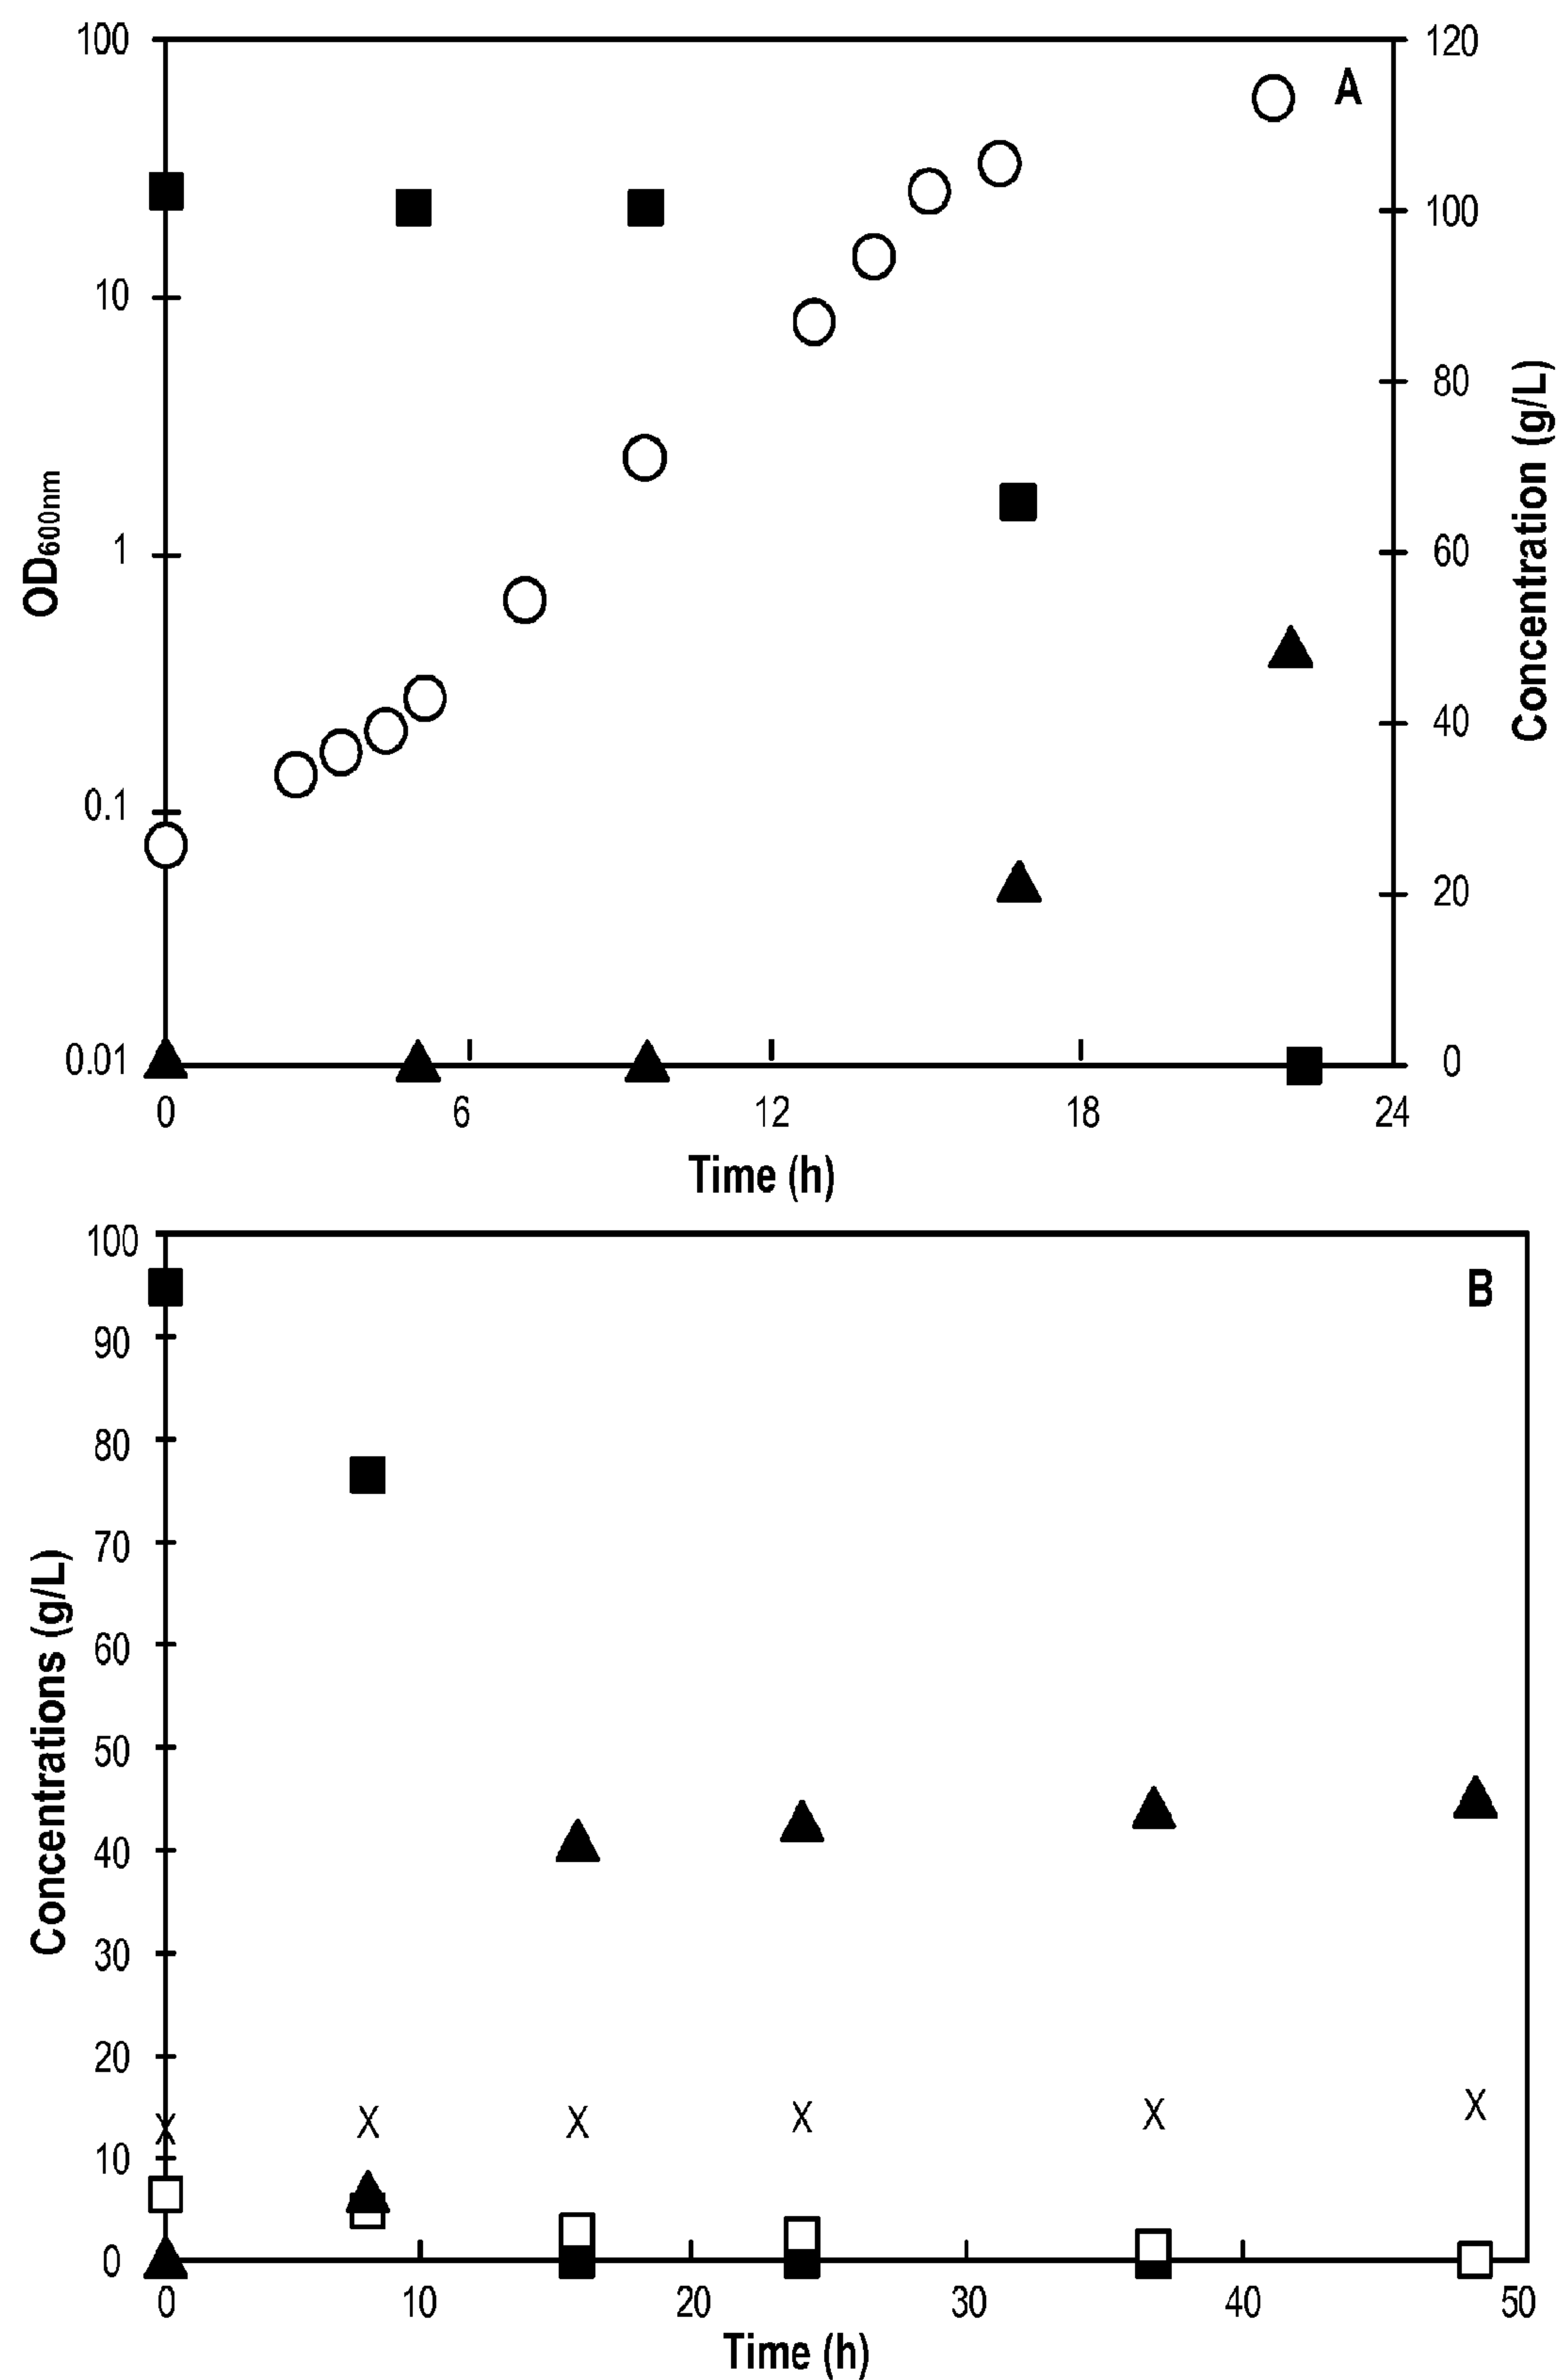 100
120
A
100
10
80
1
60
OD600nm
Concentration (g/L)
40
0.1
20
0.01
0
0
6
12
18
24
Time (h)
100
B
90
80
70
60
50
40
30
20
10
0
Concentrations (g/L)
X
X
X
X
X
X
0
10
20
30
40
50
Time (h)